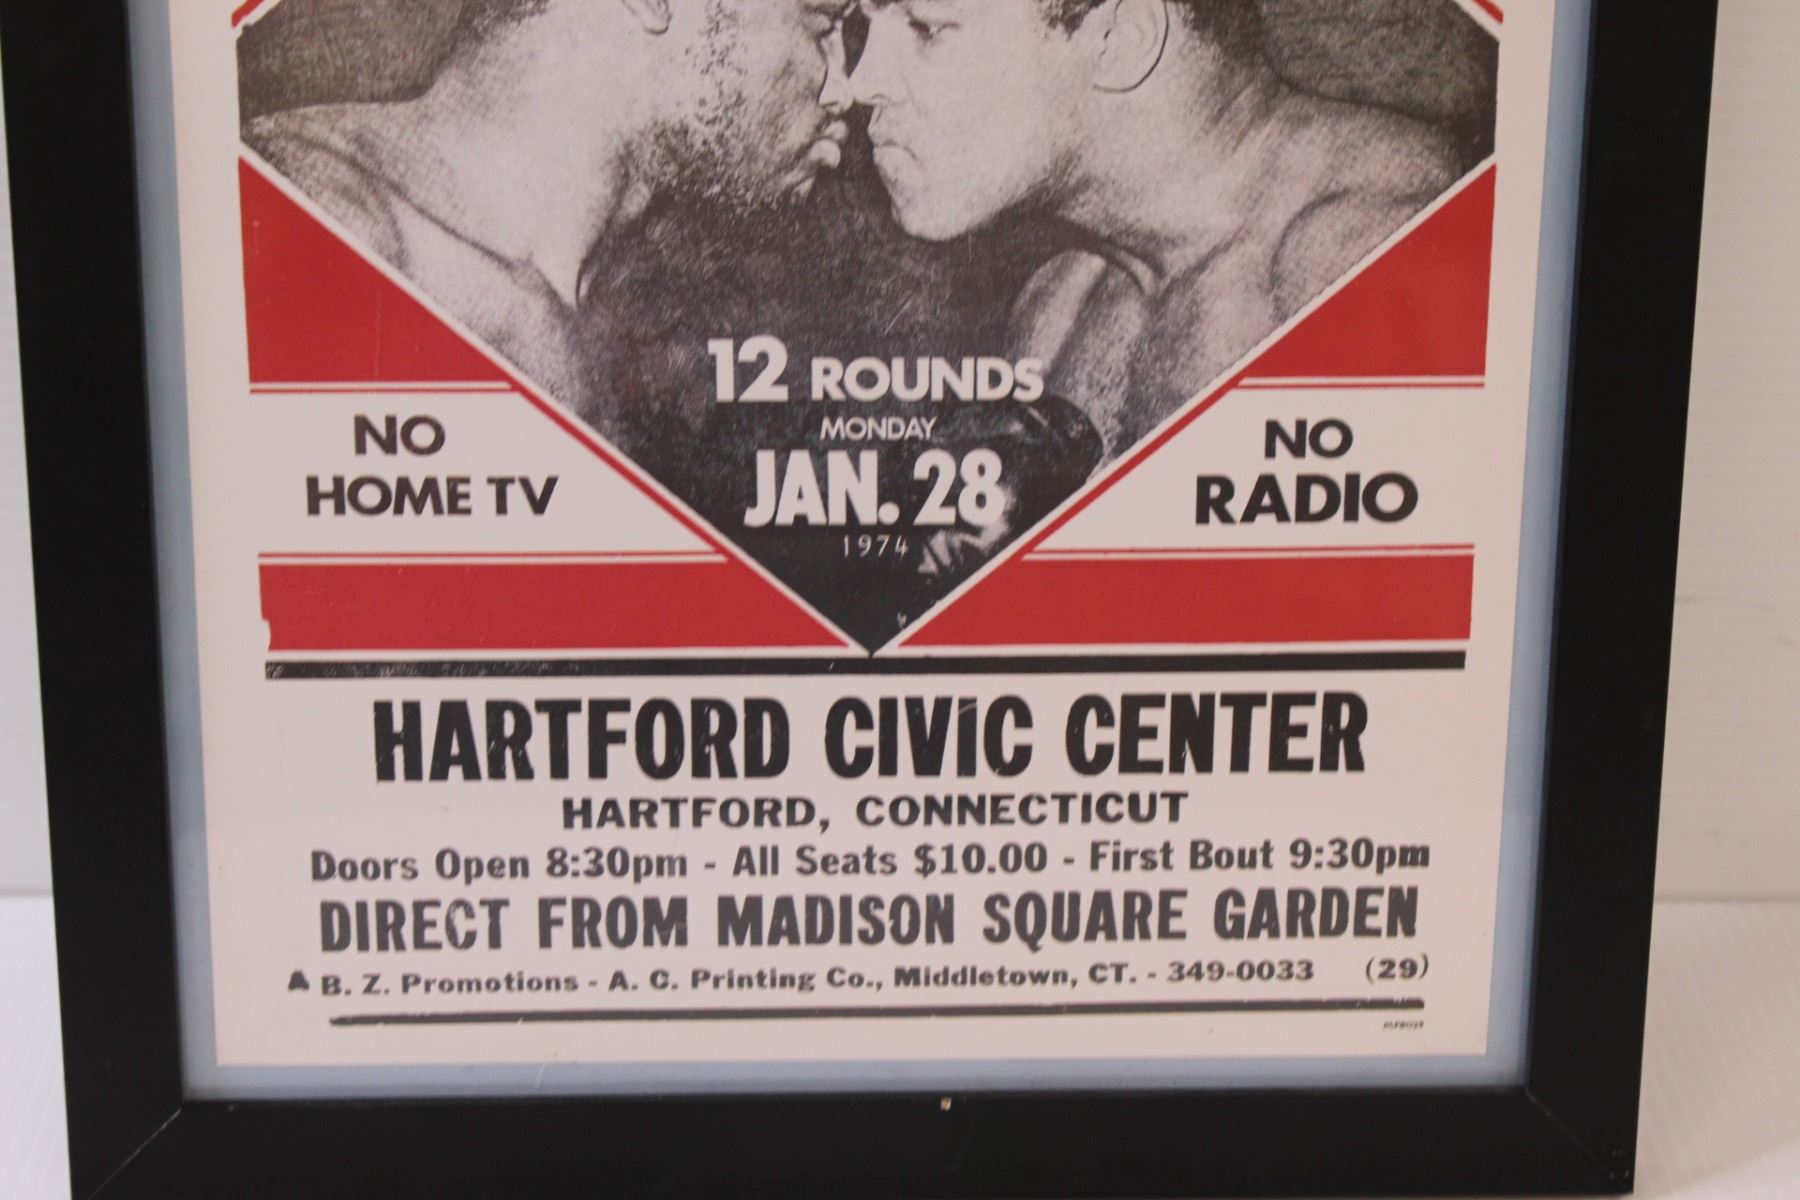 12 ROUNDS
MONDAY
JAN. 28
1974
NO
HOME TV
NO
RADIO
HARTFORD CIVIC CENTER
HARTFORD, CONNECTICUT
Doors Open 8:30pm - All Seats $10.00 - First Bout 9:30pm
DIRECT FROM MADISON SQUARE GARDEN
A B. Z. Promotions - A. C. Printing Co., Middletown, CT. - 349-0033 (29)